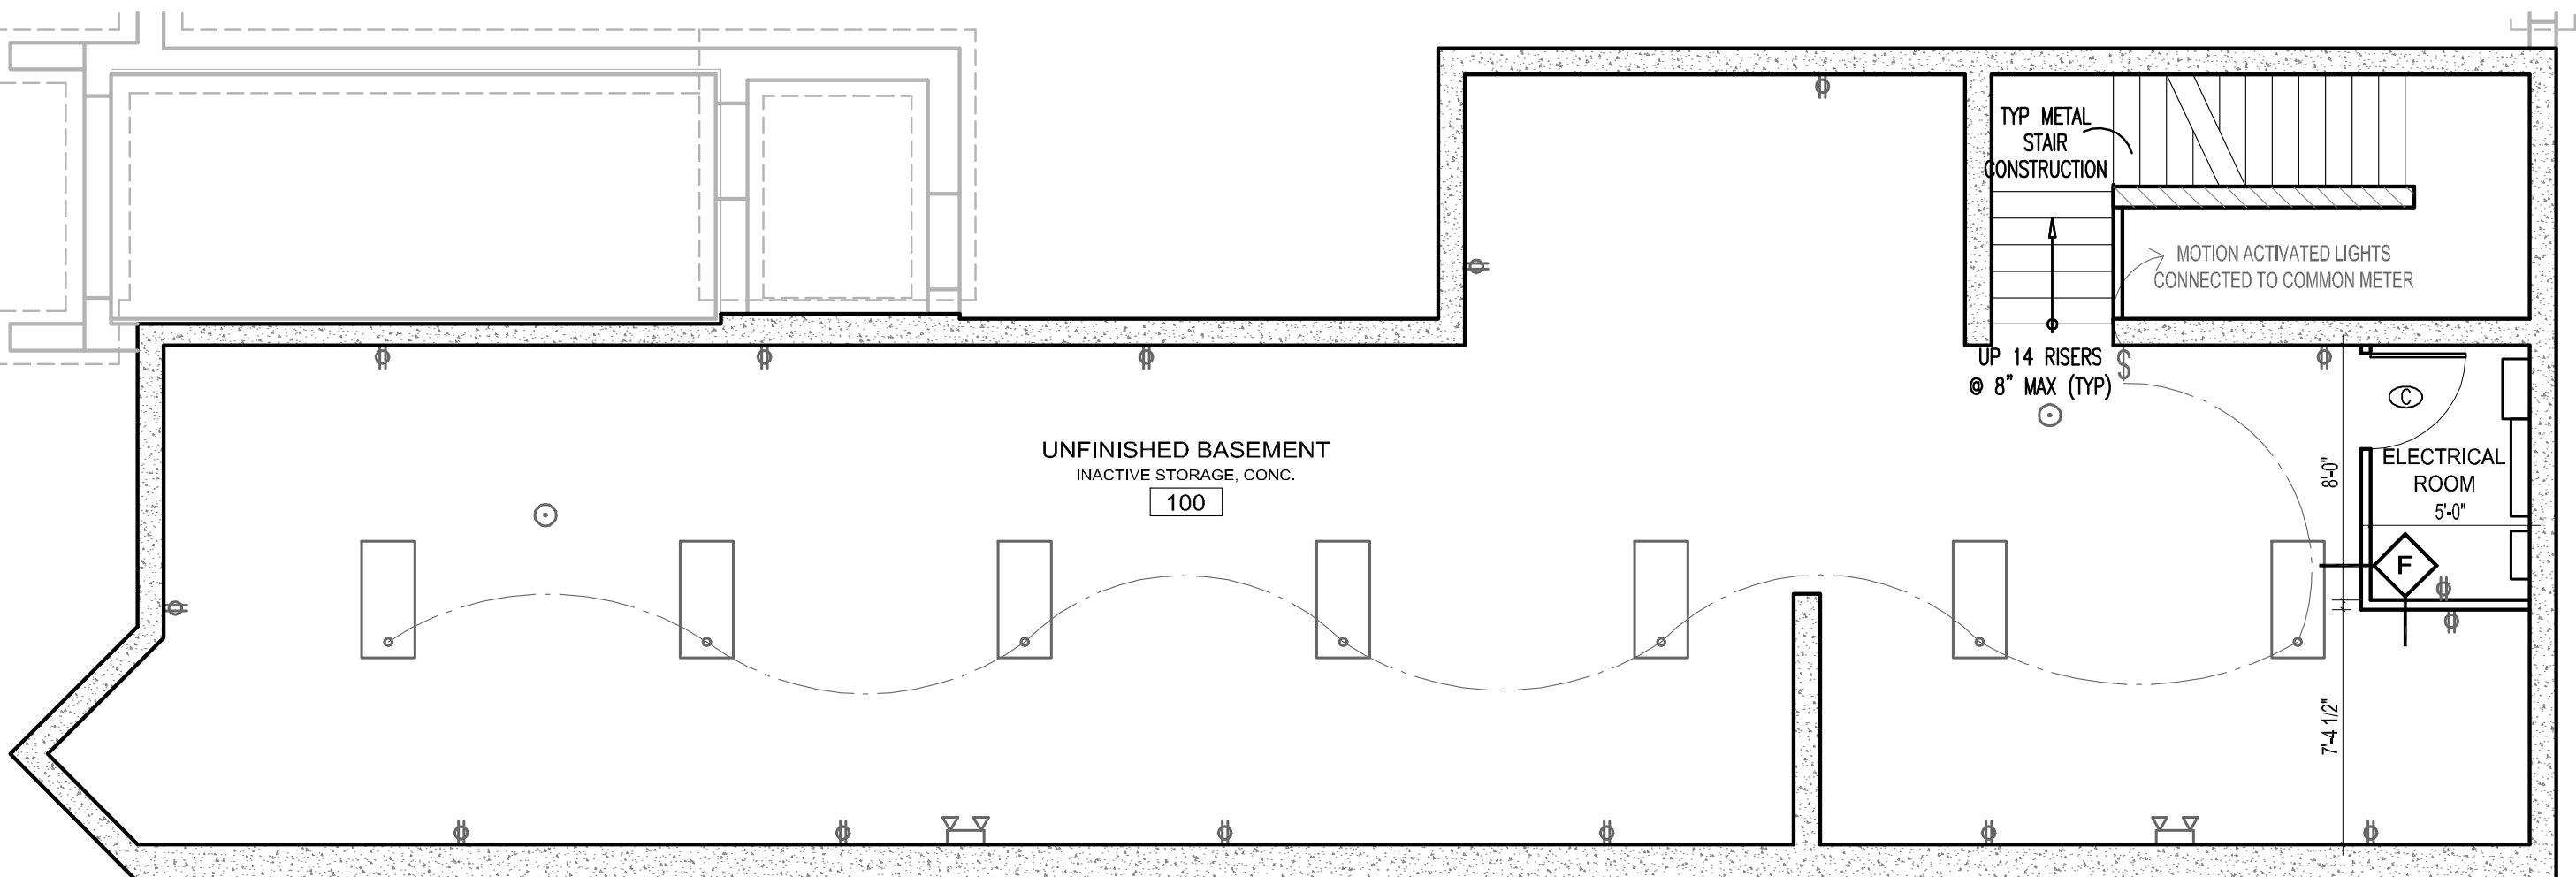 TYP METAL
STAIR
CONSTRUCTION
MOTION ACTIVATED LIGHTS
CONNECTED TO COMMON METER
UP 14 RISERS
@ 8" MAX (TYP)
$
C
UNFINISHED BASEMENT
INACTIVE STORAGE, CONC.
100
ELECTRICAL
ROOM
5'-0"
8'-0"
F
7'-4 1/2"